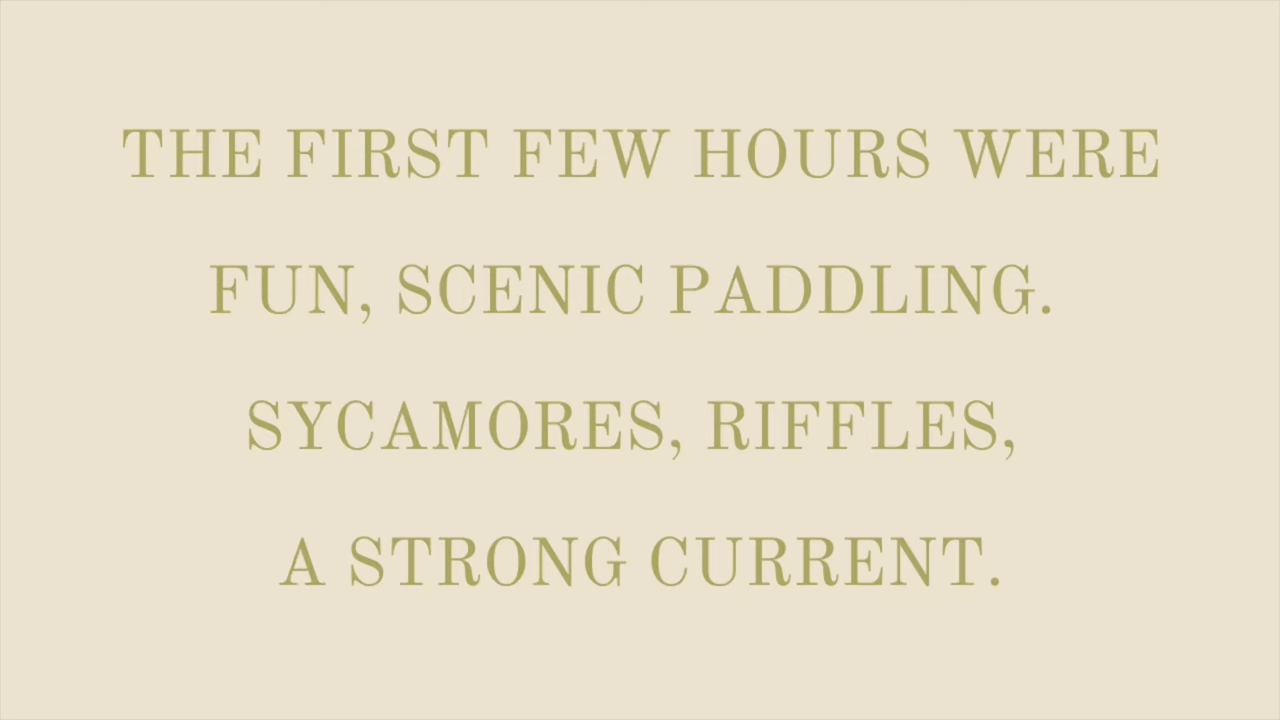 THE FIRST FEW HOURS WERE
FUN, SCENIC PADDLING.
SYCAMORES, RIFFLES,
A STRONG CURRENT.